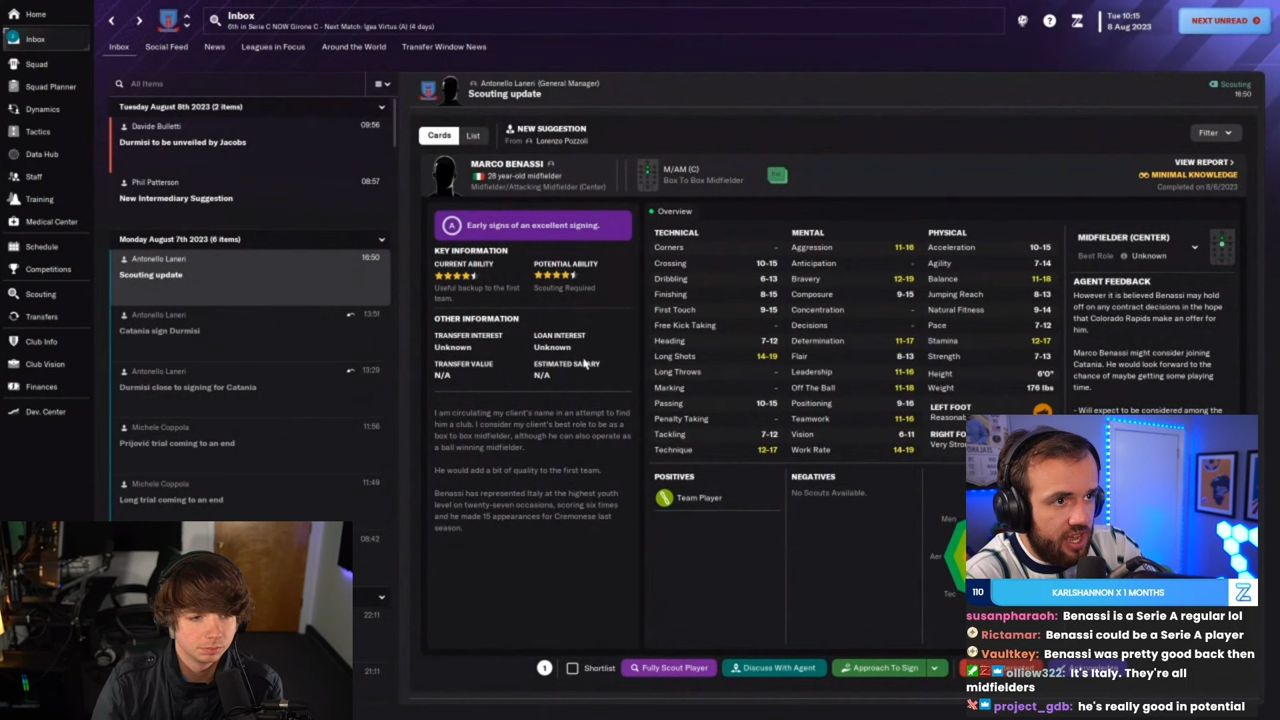 Home
Inbox
Squad
Squad Planner
Dynamics
Tactics
Data Hub
Staff
Training
Medical Center
Schedule
Competitions
Scouting
Transfers
Club Info
Club Vision
Finances
Dev. Center
Inbox
6th in Serie C NOW Girone C - Next Match: Igea Virtus (A) (4 days)
Tue 10:15
8 Aug 2023
NEXT UNREAD
Inbox
Social Feed
News
Leagues in Focus
Around the World
Transfer Window News
All Items
Tuesday August 8th 2023 (2 items)
Davide Bulletti
09:56
Durmisi to be unveiled by Jacobs
Phil Patterson
08:57
New Intermediary Suggestion
Monday August 7th 2023 (6 items)
Antonello Laneri
16:50
Scouting update
Antonello Laneri
13:51
Catania sign Durmisi
Antonello Laneri
13:29
Durmisi close to signing for Catania
Michele Coppola
11:56
Prijović trial coming to an end
Michele Coppola
11:49
Long trial coming to an end
08:42
22:11
21:11
Antonello Laneri (General Manager)
Scouting update
Scouting
16:50
Cards
List
NEW SUGGESTION
From Lorenzo Pozzoli
Filter
MARCO BENASSI
28 year-old midfielder
Midfielder/Attacking Midfielder (Center)
M/AM (C)
Box To Box Midfielder
VIEW REPORT >
MINIMAL KNOWLEDGE
Completed on 8/6/2023
A
Early signs of an excellent signing.
KEY INFORMATION
CURRENT ABILITY
Useful backup to the first team.
POTENTIAL ABILITY
Scouting Required
OTHER INFORMATION
TRANSFER INTEREST
Unknown
LOAN INTEREST
Unknown
TRANSFER VALUE
N/A
ESTIMATED SALARY
N/A
I am circulating my client's name in an attempt to find
him a club. I consider my client's best role to be as a
box to box midfielder, although he can also operate as
a ball winning midfielder.
He would add a bit of quality to the first team.
Benassi has represented Italy at the highest youth
level on twenty-seven occasions, scoring six times
and he made 15 appearances for Cremonese last
season.
Overview
TECHNICAL
Corners -
Crossing 10-15
Dribbling 6-13
Finishing 8-15
First Touch 9-15
Free Kick Taking -
Heading 7-12
Long Shots 14-19
Long Throws -
Marking -
Passing 10-15
Penalty Taking -
Tackling 7-12
Technique 12-17
MENTAL
Aggression 11-16
Anticipation -
Bravery 12-19
Composure 9-15
Concentration -
Decisions -
Determination 11-17
Flair 8-13
Leadership 11-16
Off The Ball 11-18
Positioning 9-16
Teamwork 11-16
Vision 6-11
Work Rate 14-19
PHYSICAL
Acceleration 10-15
Agility 7-14
Balance 11-18
Jumping Reach 8-13
Natural Fitness 9-14
Pace 7-12
Stamina 12-17
Strength 7-13
Height 6'0"
Weight 176 lbs
LEFT FOOT
Reasonab
RIGHT FO
Very Stro
MIDFIELDER (CENTER)
Best Role Unknown
AGENT FEEDBACK
However it is believed Benassi may hold
off on any contract decisions in the hope
that Colorado Rapids make an offer for
him.
Marco Benassi might consider joining
Catania. He would look forward to the
chance of maybe getting some playing
time.
- Will expect to be considered among the
POSITIVES
Team Player
NEGATIVES
No Scouts Available.
Men
Aer
Tec
1
Shortlist
Fully Scout Player
Discuss With Agent
Approach To Sign
110
KARLSHANNON X 1 MONTHS
susanpharaoh: Benassi is a Serie A regular lol
Rictamar: Benassi could be a Serie A player
Vaultkey: Benassi was pretty good back then
olliew322: It's Italy. They're all
midfielders
project_gdb: he's really good in potential